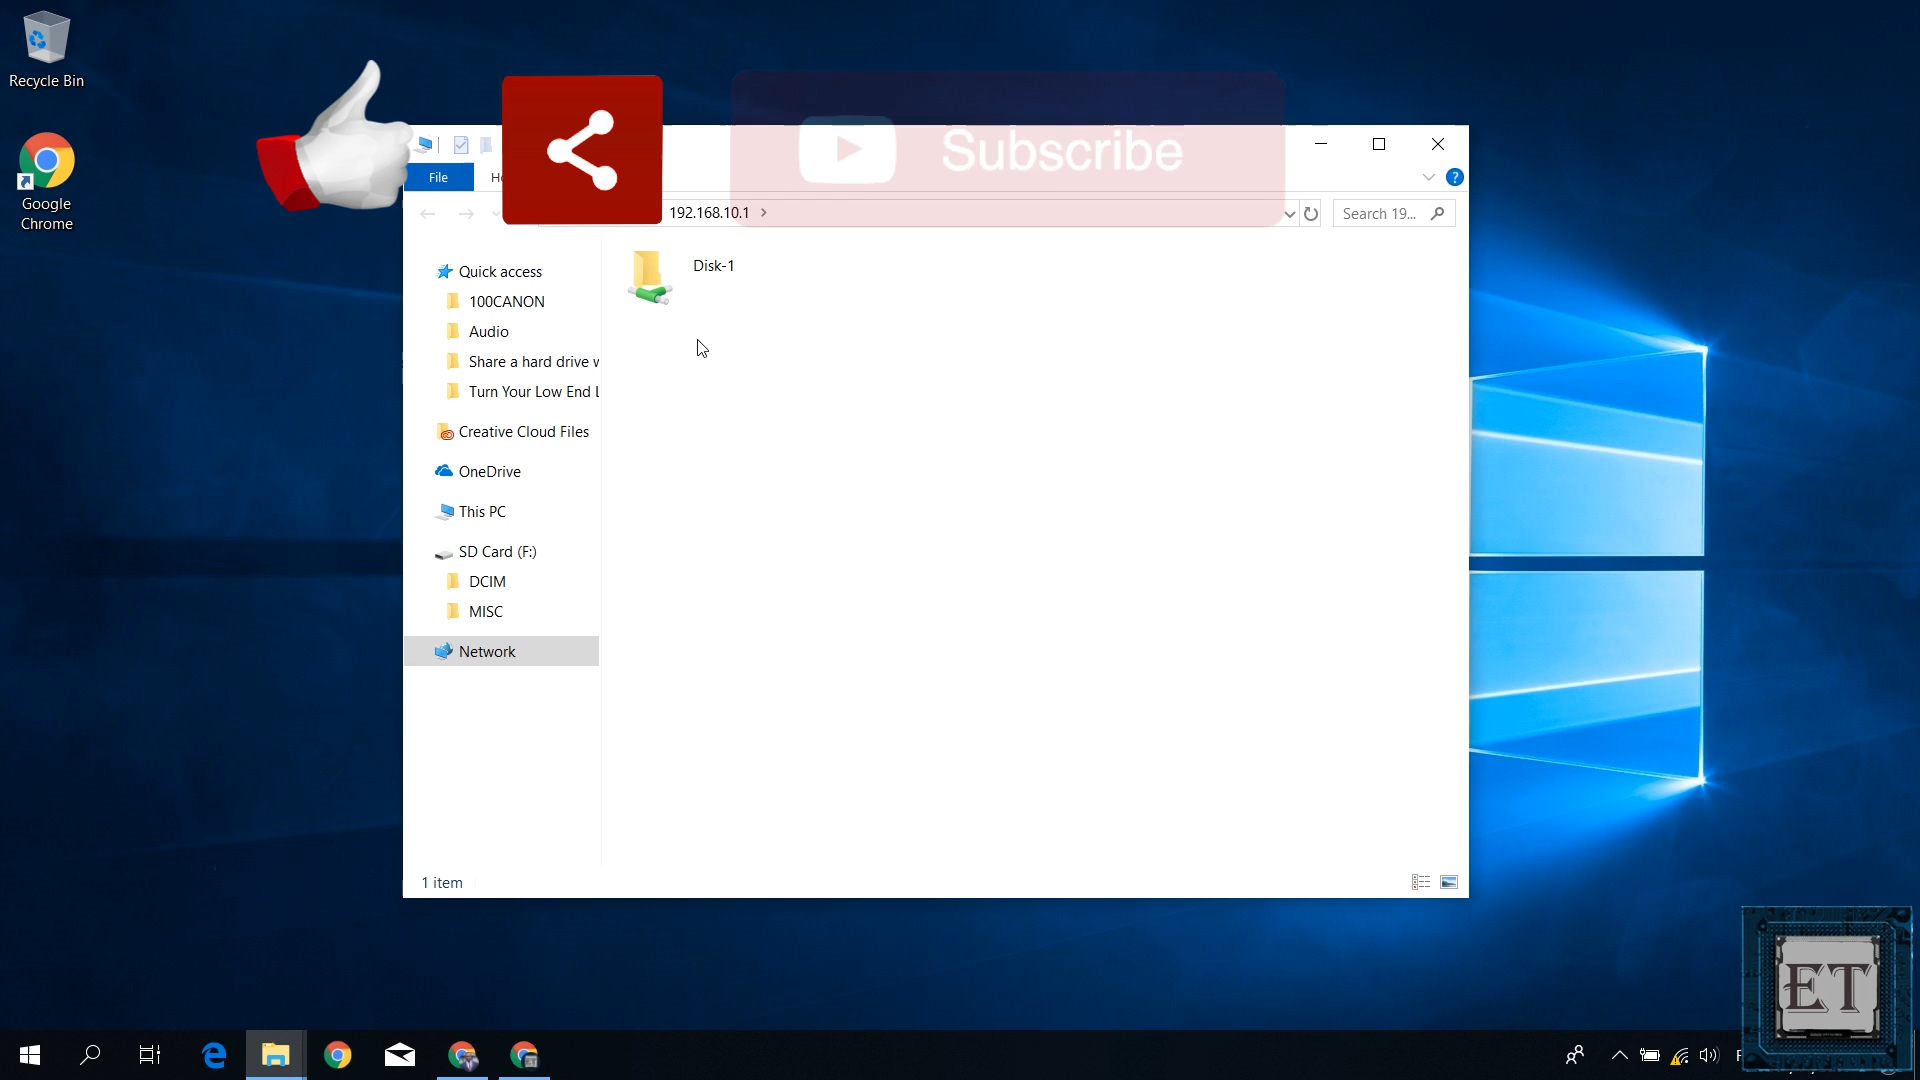 Recycle Bin
Google
Chrome
Subscribe
File
192.168.10.1
Search 19...
Disk-1
Quick access
100CANON
Audio
Share a hard drive
Turn Your Low End
Creative Cloud Files
OneDrive
This PC
SD Card (F:)
DCIM
MISC
Network
1 item
ET